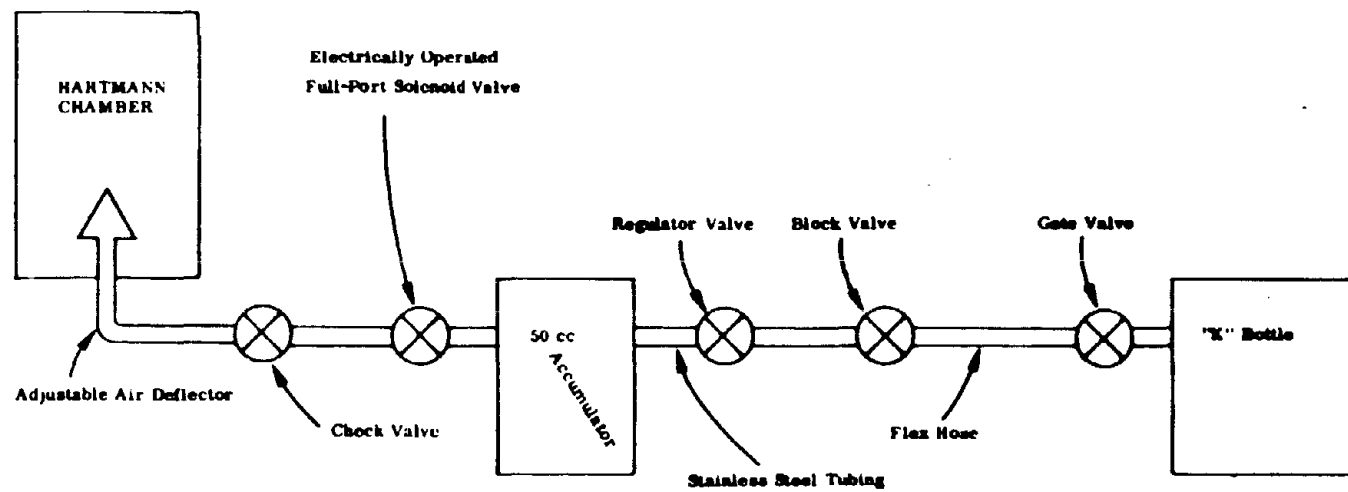 HARTMANN
CHAMBER
Electrically Operated
Full-Port Solenoid Valve
Regulator Valve
Block Valve
Gate Valve
50 cc
Accumulator
"K" Bottle
Adjustable Air Deflector
Check Valve
Flex Hose
Stainless Steel Tubing